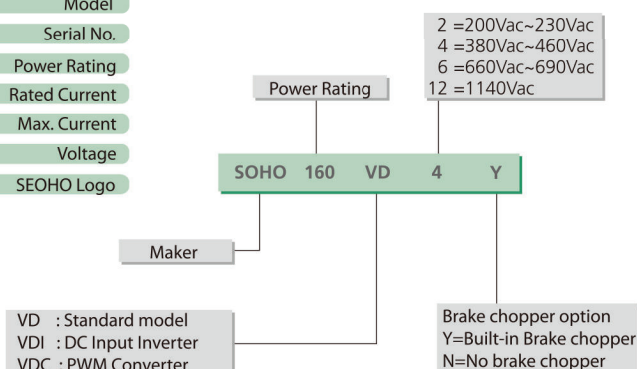 Model
Serial No.
Power Rating
Rated Current
Max. Current
Voltage
SEOHO Logo
2 =200Vac~230Vac
4 =380Vac~460Vac
6 =660Vac~690Vac
12 =1140Vac
Power Rating
SOHO 160 VD 4 Y
Maker
VD : Standard model
VDI : DC Input Inverter
VDC : PWM Converter
Brake chopper option
Y=Built-in Brake chopper
N=No brake chopper